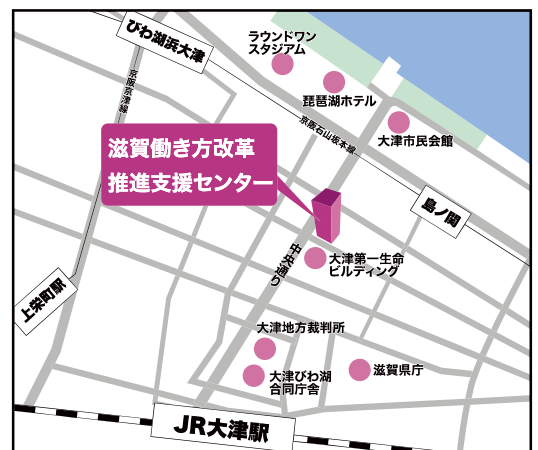 びわ湖浜大津
ラウンドワン
スタジアム
琵琶湖ホテル
京阪京津線
京阪石山坂本線
大津市民会館
滋賀働き方改革
推進支援センター
島ノ関
中央通り
大津第一生命
ビルディング
上栄町駅
大津地方裁判所
大津びわ湖
合同庁舎
滋賀県庁
JR大津駅